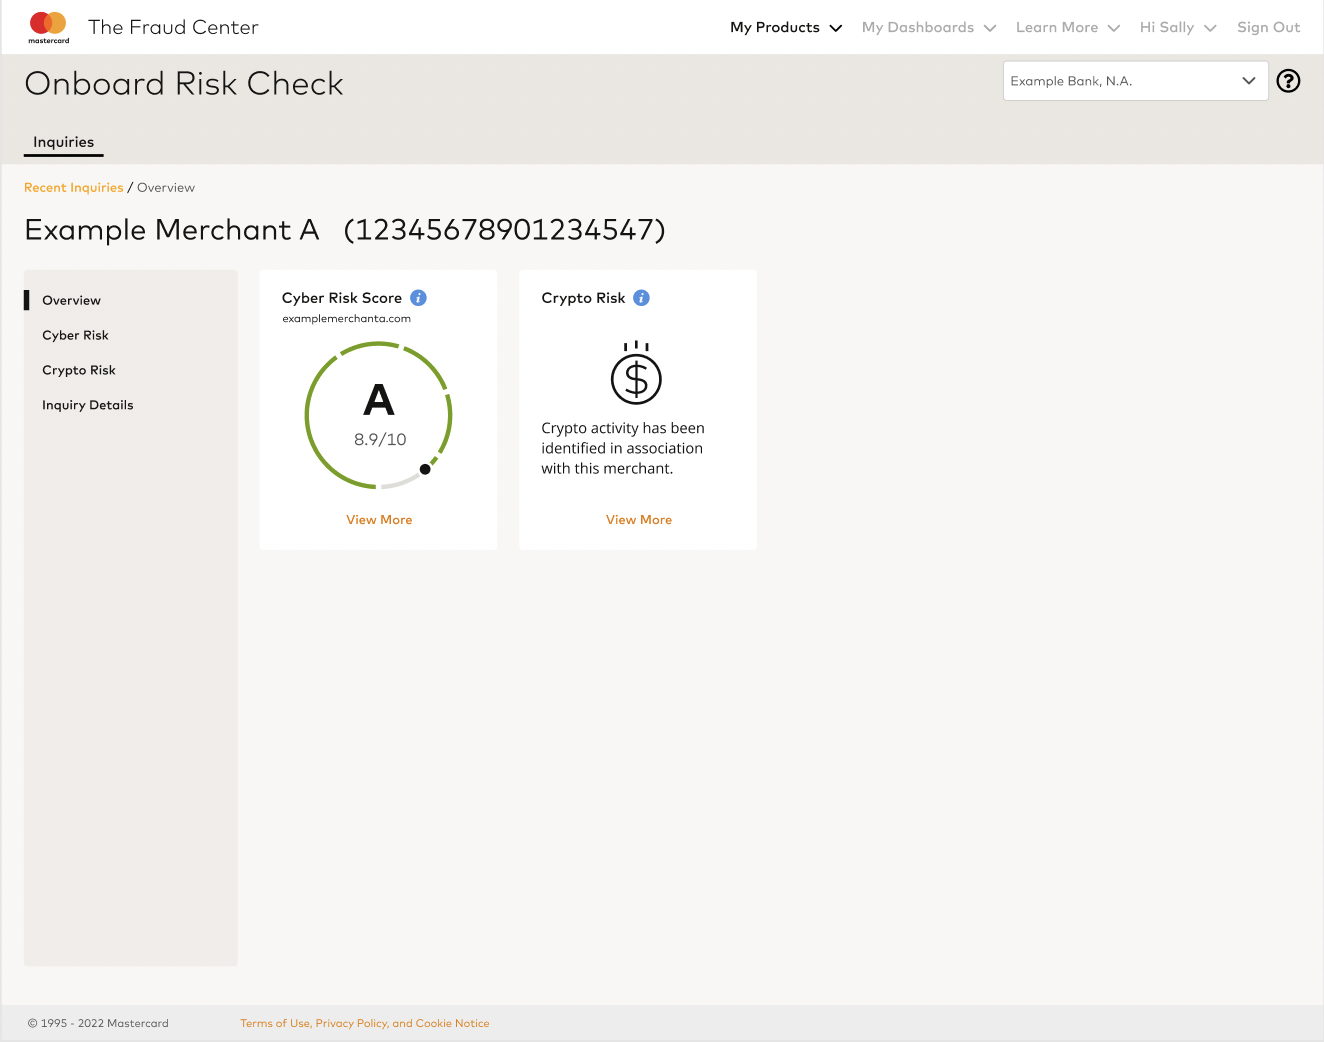 mastercard
The Fraud Center
My Products
My Dashboards
Learn More
Hi Sally
Sign Out
Onboard Risk Check
Example Bank, N.A.
?
Inquiries
Recent Inquiries / Overview
Example Merchant A (12345678901234547)
Overview
Cyber Risk
Crypto Risk
Inquiry Details
Cyber Risk Score i
examplemerchanta.com
A
8.9/10
View More
Crypto Risk i
$
Crypto activity has been
identified in association
with this merchant.
View More
© 1995 - 2022 Mastercard
Terms of Use, Privacy Policy, and Cookie Notice